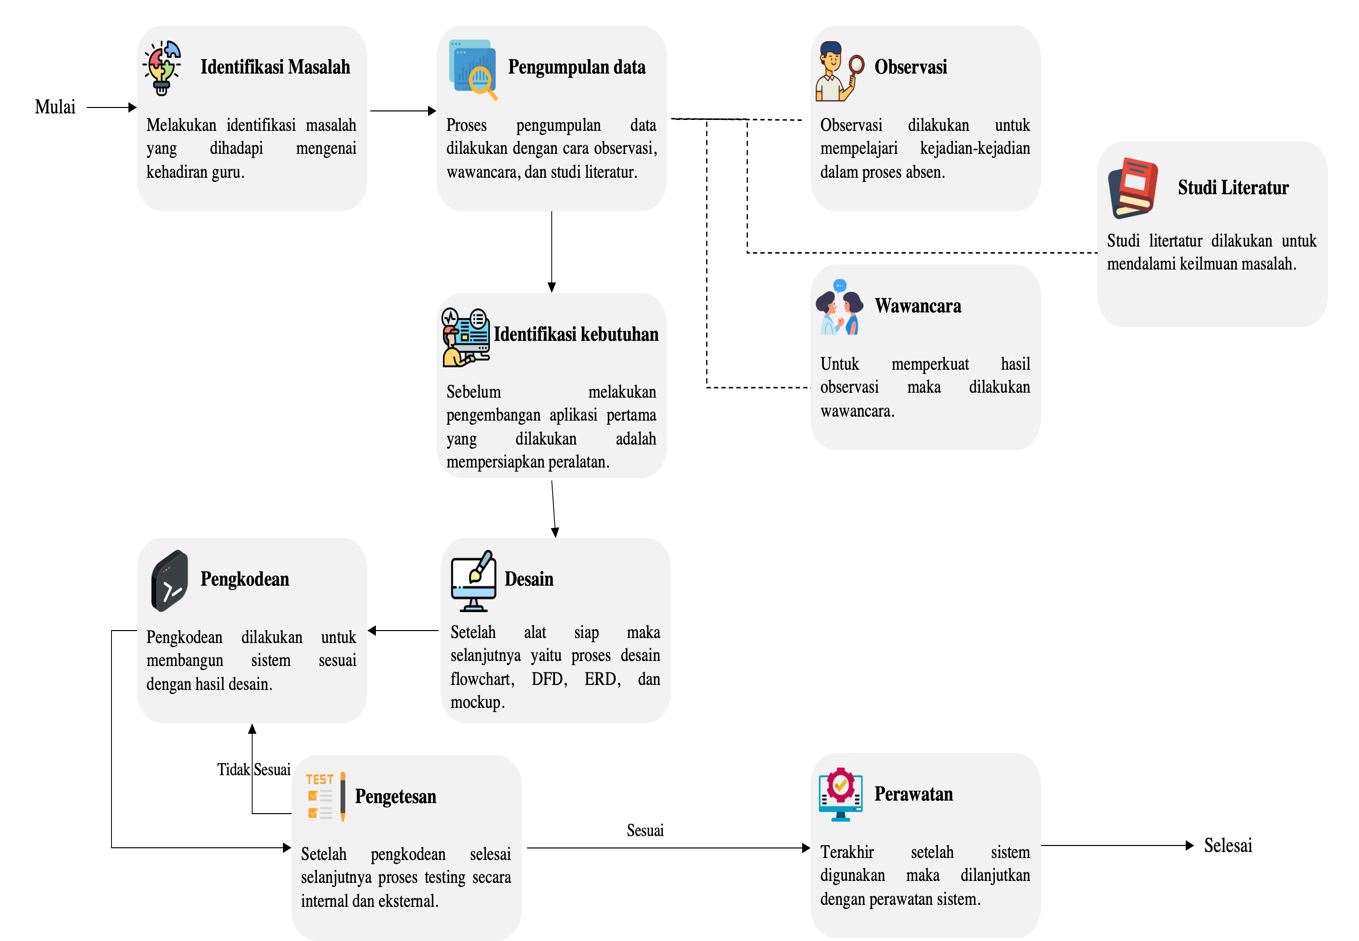 Mulai
Identifikasi Masalah
Melakukan identifikasi masalah
yang dihadapi mengenai
kehadiran guru.
Pengumpulan data
Proses pengumpulan data
dilakukan dengan cara observasi,
wawancara, dan studi literatur.
Observasi
Observasi dilakukan untuk
mempelajari kejadian-kejadian
dalam proses absen.
Studi Literatur
Studi litertatur dilakukan untuk
mendalami keilmuan masalah.
Wawancara
Untuk memperkuat hasil
observasi maka dilakukan
wawancara.
Identifikasi kebutuhan
Sebelum melakukan
pengembangan aplikasi pertama
yang dilakukan adalah
mempersiapkan peralatan.
Desain
Setelah alat siap maka
selanjutnya yaitu proses desain
flowchart, DFD, ERD, dan
mockup.
Pengkodean
Pengkodean dilakukan untuk
membangun sistem sesuai
dengan hasil desain.
Tidak Sesuai
TEST
Pengetesan
Setelah pengkodean selesai
selanjutnya proses testing secara
internal dan eksternal.
Sesuai
Perawatan
Terakhir setelah sistem
digunakan maka dilanjutkan
dengan perawatan sistem.
Selesai